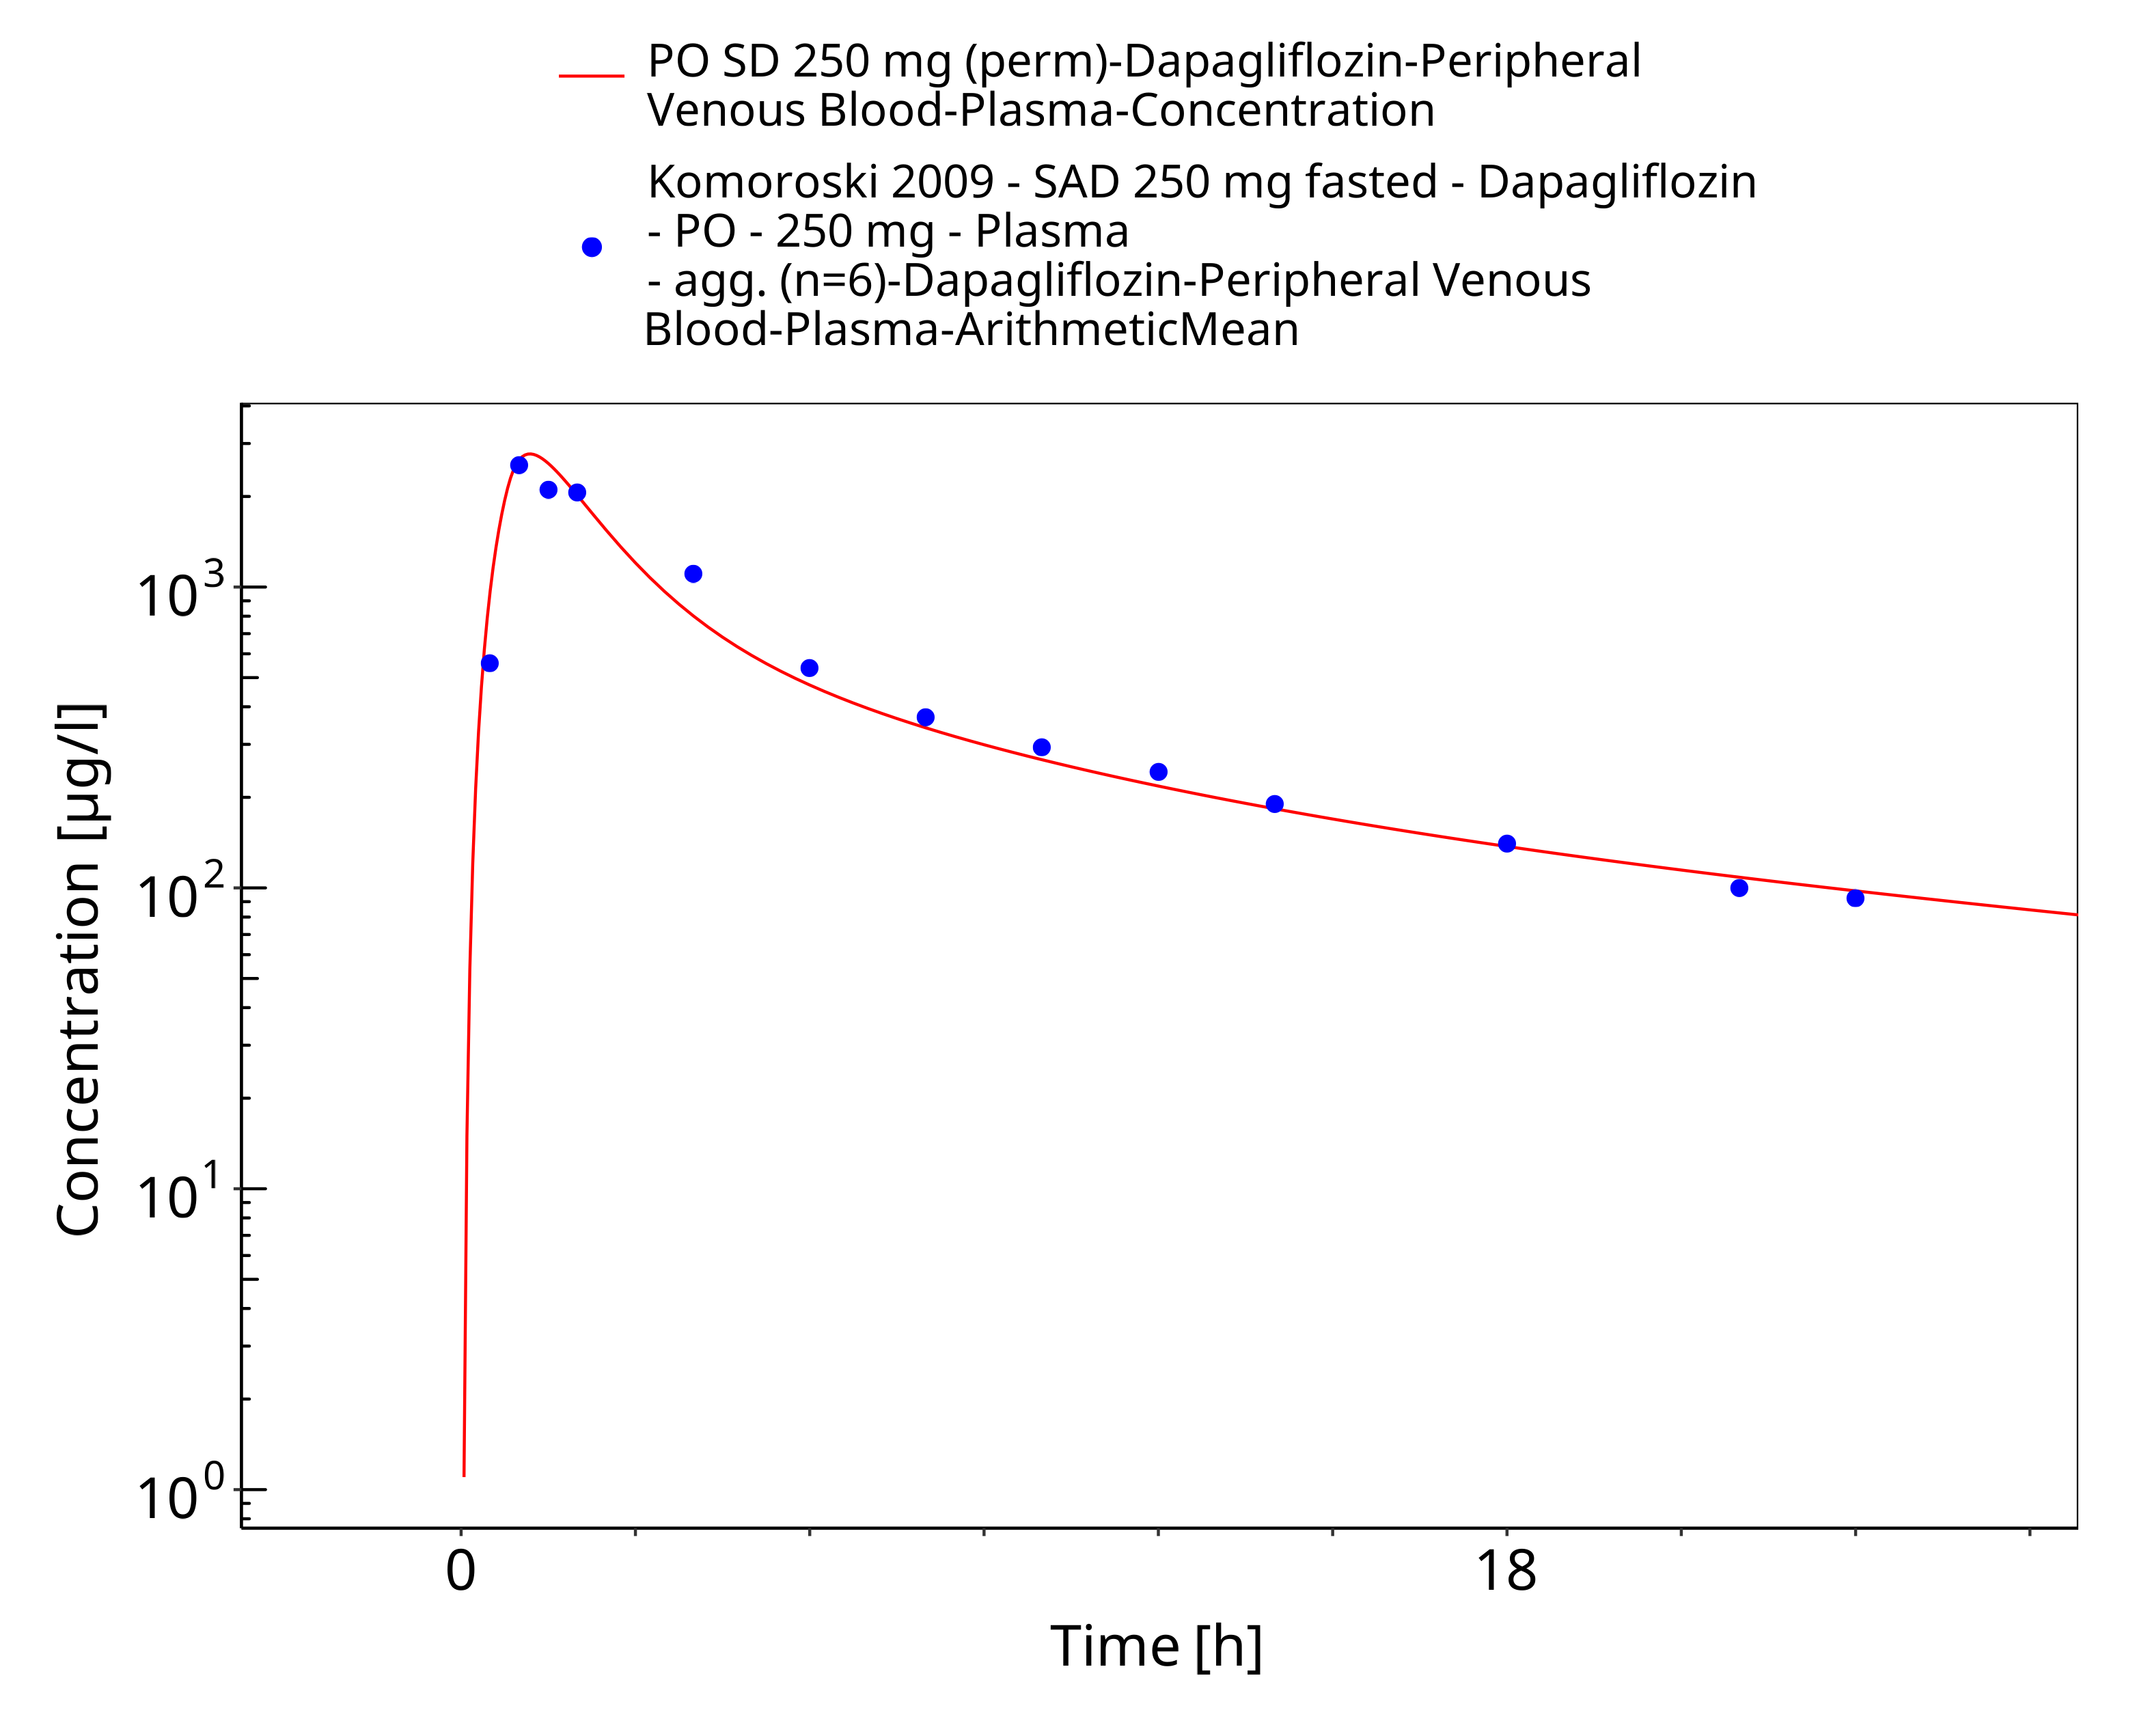 PO SD 250 mg (perm)-Dapagliflozin-Peripheral
Venous Blood-Plasma-Concentration
Komoroski 2009 - SAD 250 mg fasted - Dapagliflozin
- PO - 250 mg - Plasma
- agg. (n=6)-Dapagliflozin-Peripheral Venous
Blood-Plasma-ArithmeticMean
Concentration [µg/l]
10³
10²
10¹
10⁰
0 18
Time [h]